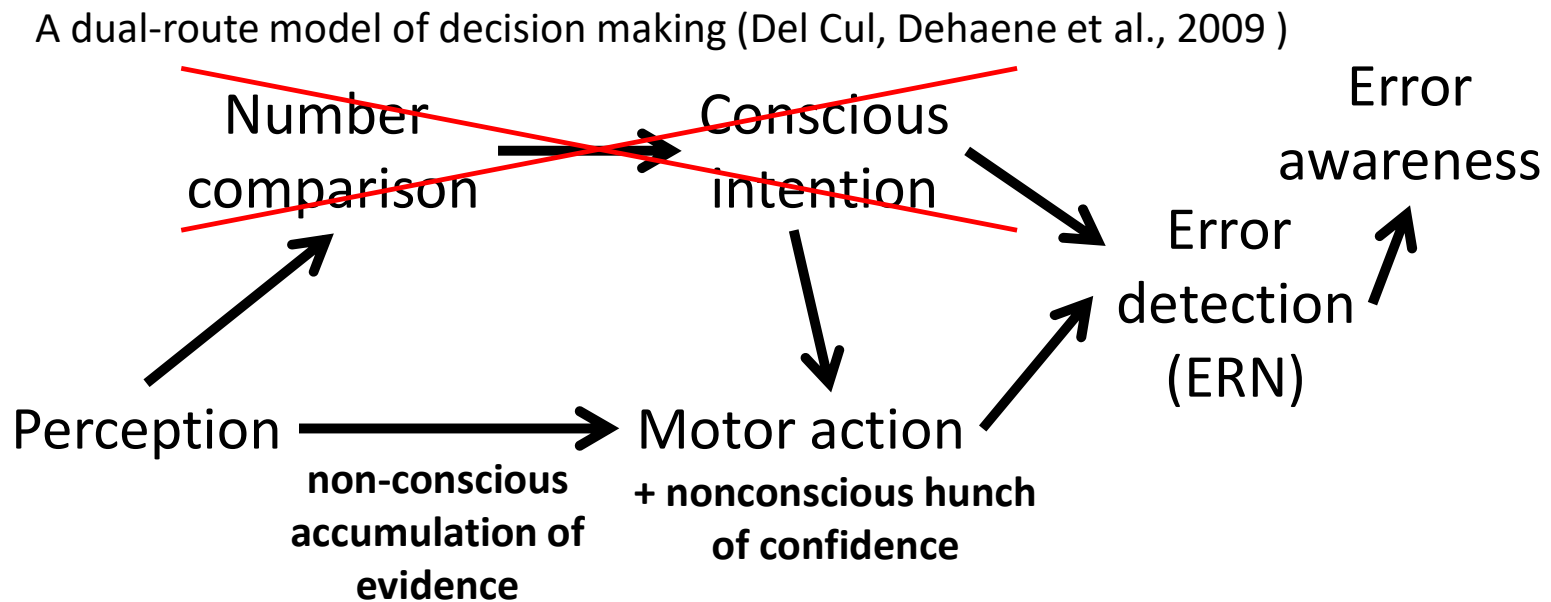 A dual-route model of decision making (Del Cul, Dehaene et al., 2009 )
Number
comparison
Conscious
intention
Error
awareness
Error
detection
(ERN)
Perception
Motor action
non-conscious
accumulation of
evidence
+ nonconscious hunch
of confidence